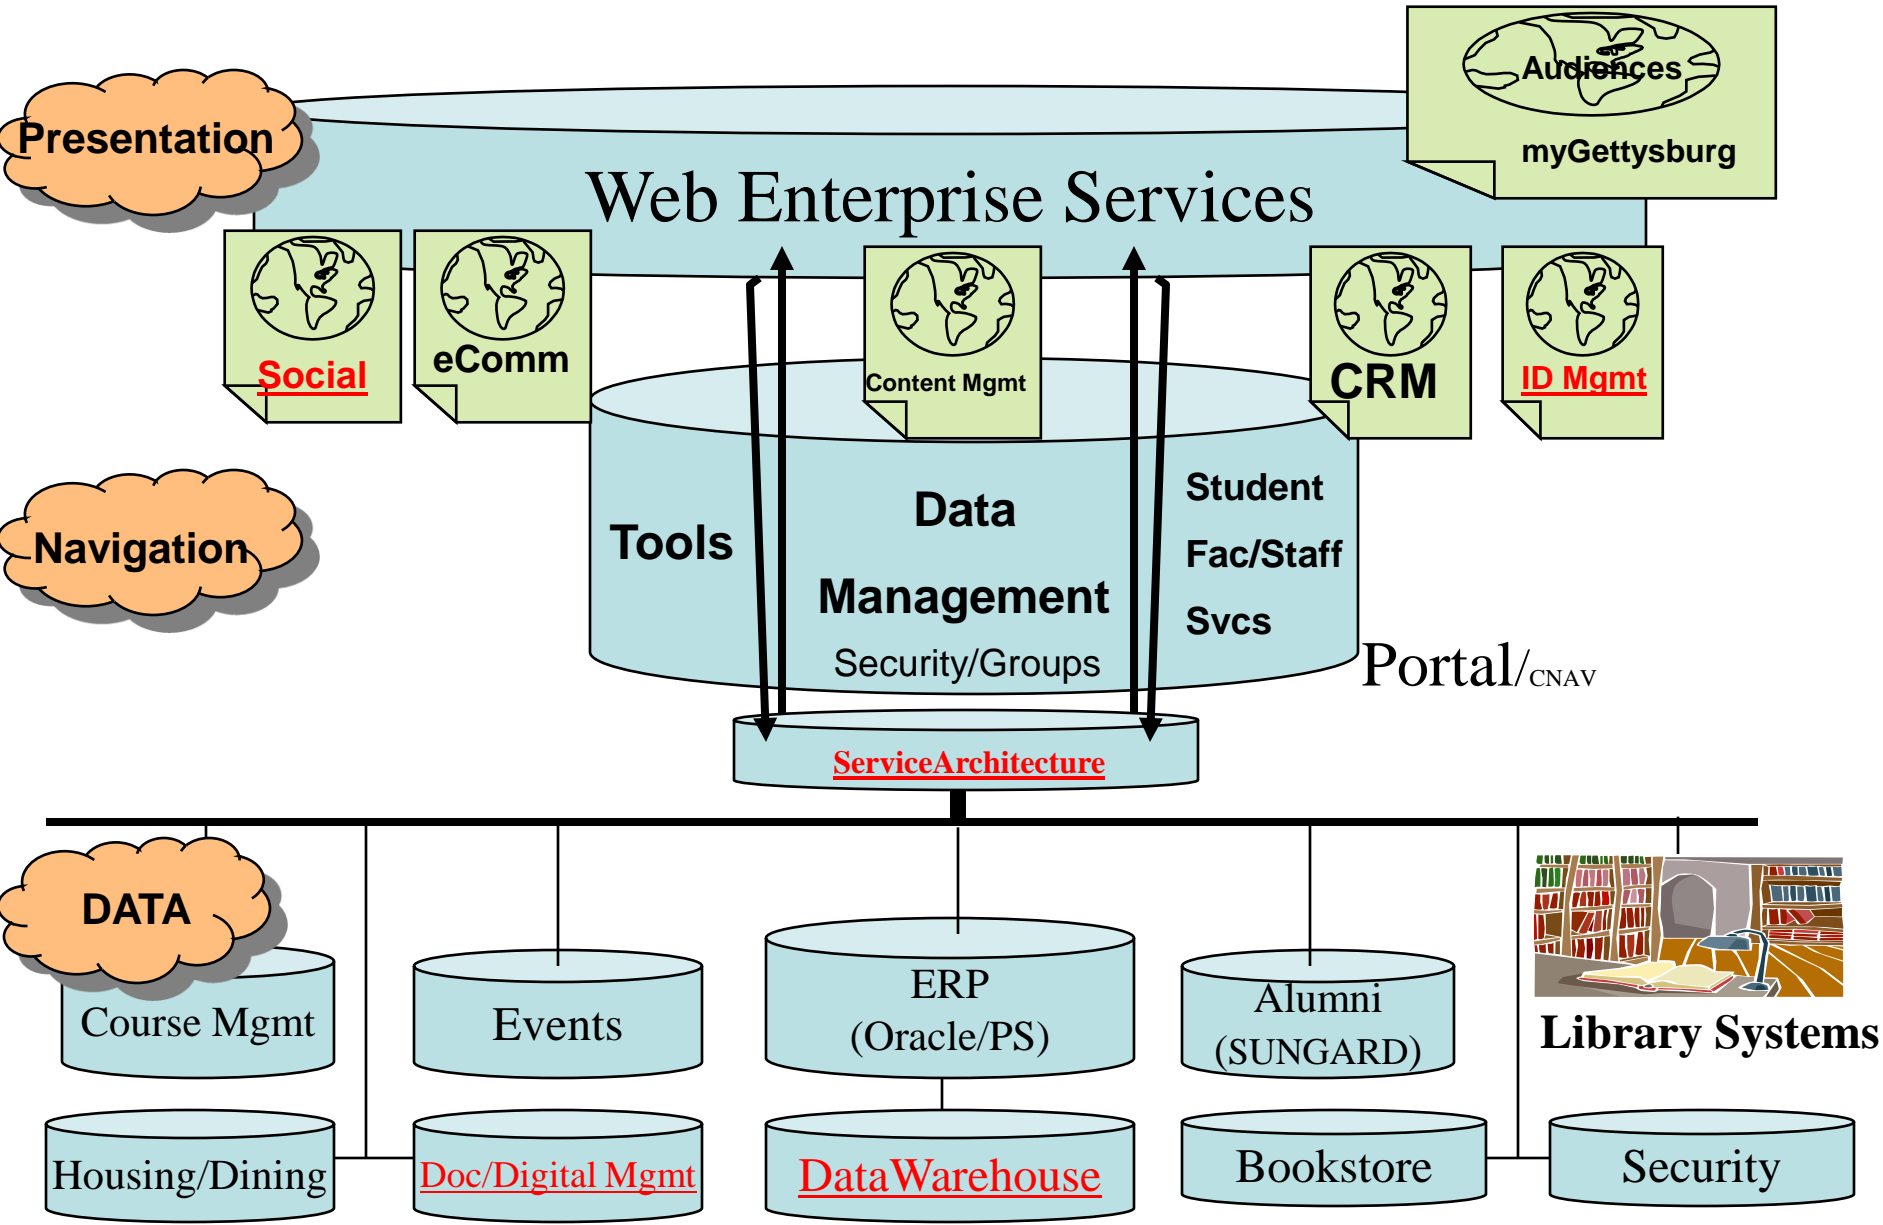 Audiences
Presentation
myGettysburg
Web Enterprise Services
Social
eComm
Content Mgmt
CRM
ID Mgmt
Navigation
Tools
Data
Management
Security/Groups
Student
Fac/Staff
Svcs
Portal/CNAV
ServiceArchitecture
DATA
Course Mgmt
Events
ERP
(Oracle/PS)
Alumni
(SUNGARD)
Library Systems
Housing/Dining
Doc/Digital Mgmt
DataWarehouse
Bookstore
Security